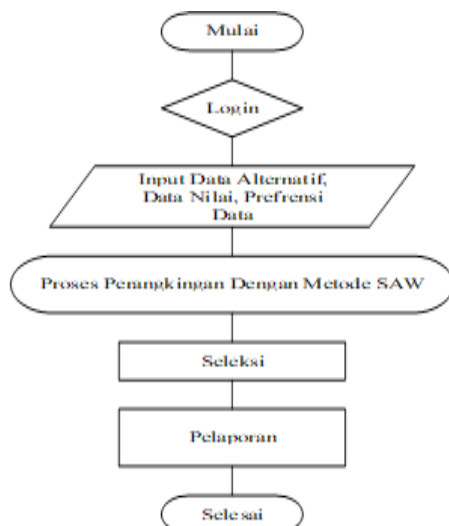 Mulai
Login
Input Data Alternatif,
Data Nilai, Prefrensi
Data
Proses Perangkingan Dengan Metode SAW
Seleksi
Pelaporan
Selesai